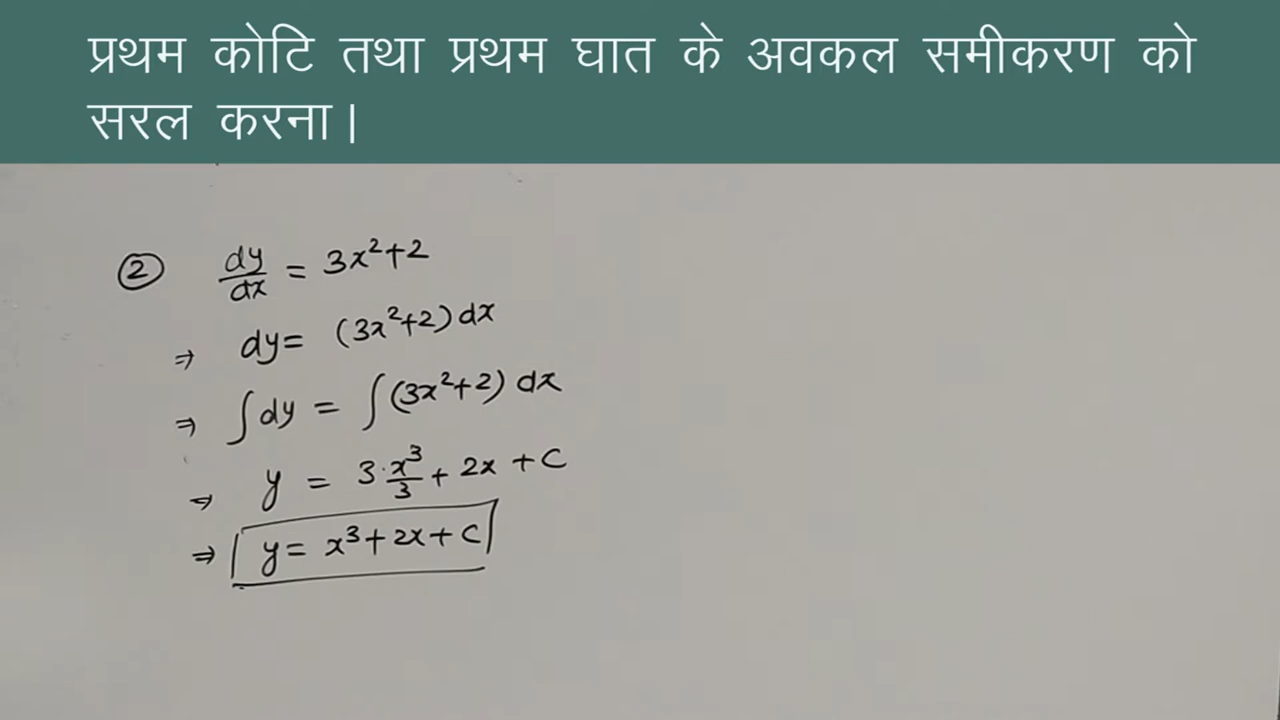 प्रथम कोटि तथा प्रथम घात के अवकल समीकरण को
सरल करना।
② dy/dx = 3x²+2
⇒ dy= (3x²+2) dx
⇒ ∫dy = ∫(3x²+2) dx
⇒ y = 3·x³/3 + 2x + C
⇒ y= x³+2x+C